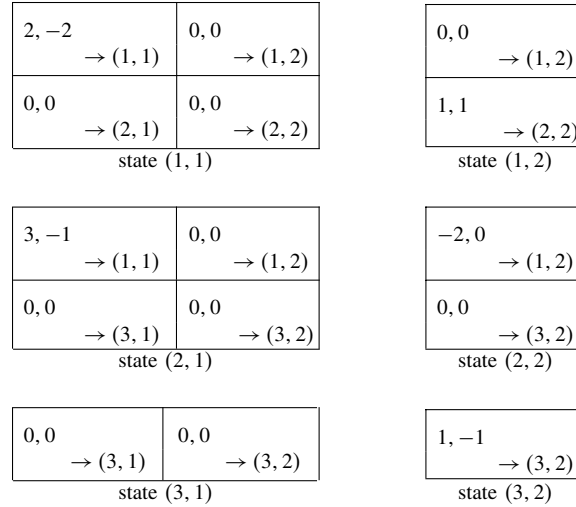 2, −2 0, 0 0, 0
→ (1, 1) → (1, 2) → (1, 2)
0, 0 0, 0 1, 1
→ (2, 1) → (2, 2) → (2, 2)
state (1, 1) state (1, 2)
3, −1 0, 0 −2, 0
→ (1, 1) → (1, 2) → (1, 2)
0, 0 0, 0 0, 0
→ (3, 1) → (3, 2) → (3, 2)
state (2, 1) state (2, 2)
0, 0 0, 0 1, −1
→ (3, 1) → (3, 2) → (3, 2)
state (3, 1) state (3, 2)